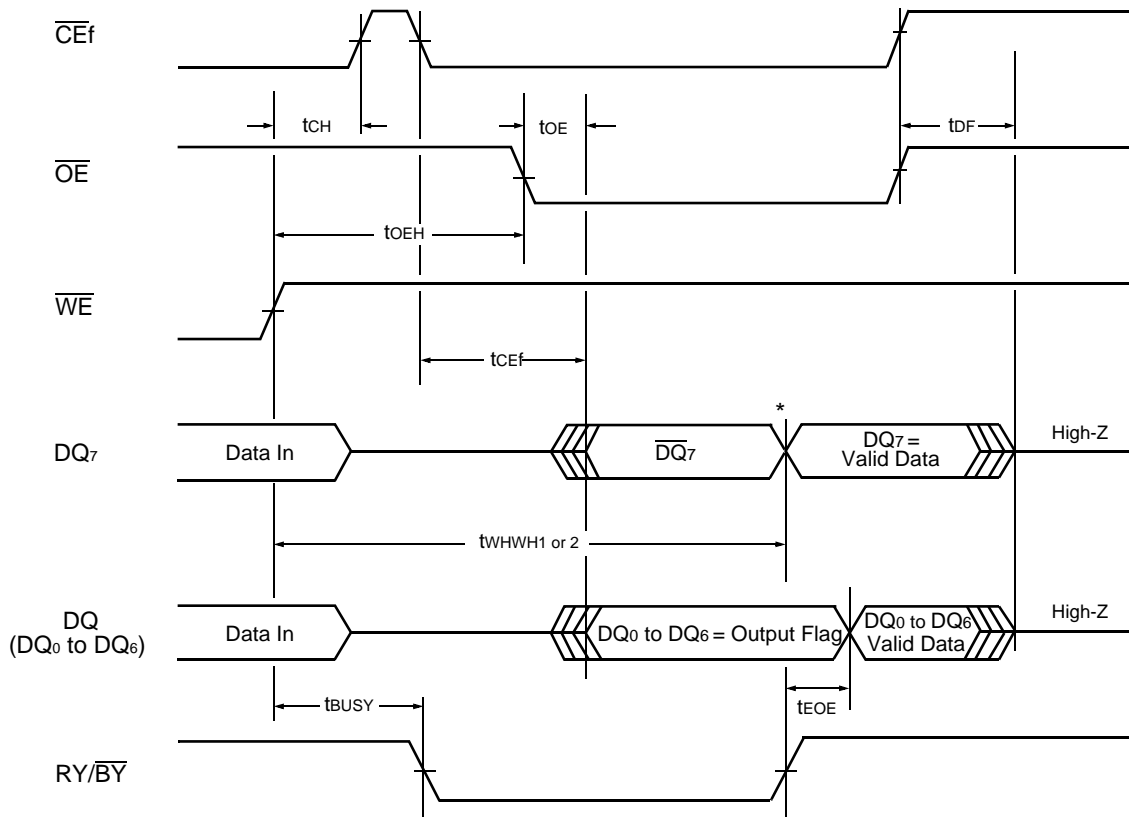 CEf
tCH
tOE
tDF
OE
tOEH
WE
tCEf
*
DQ7
Data In
DQ7
DQ7 =
Valid Data
High-Z
tWHWH1 or 2
DQ
(DQ0 to DQ6)
Data In
DQ0 to DQ6 = Output Flag
DQ0 to DQ6
Valid Data
High-Z
tBUSY
tEOE
RY/BY